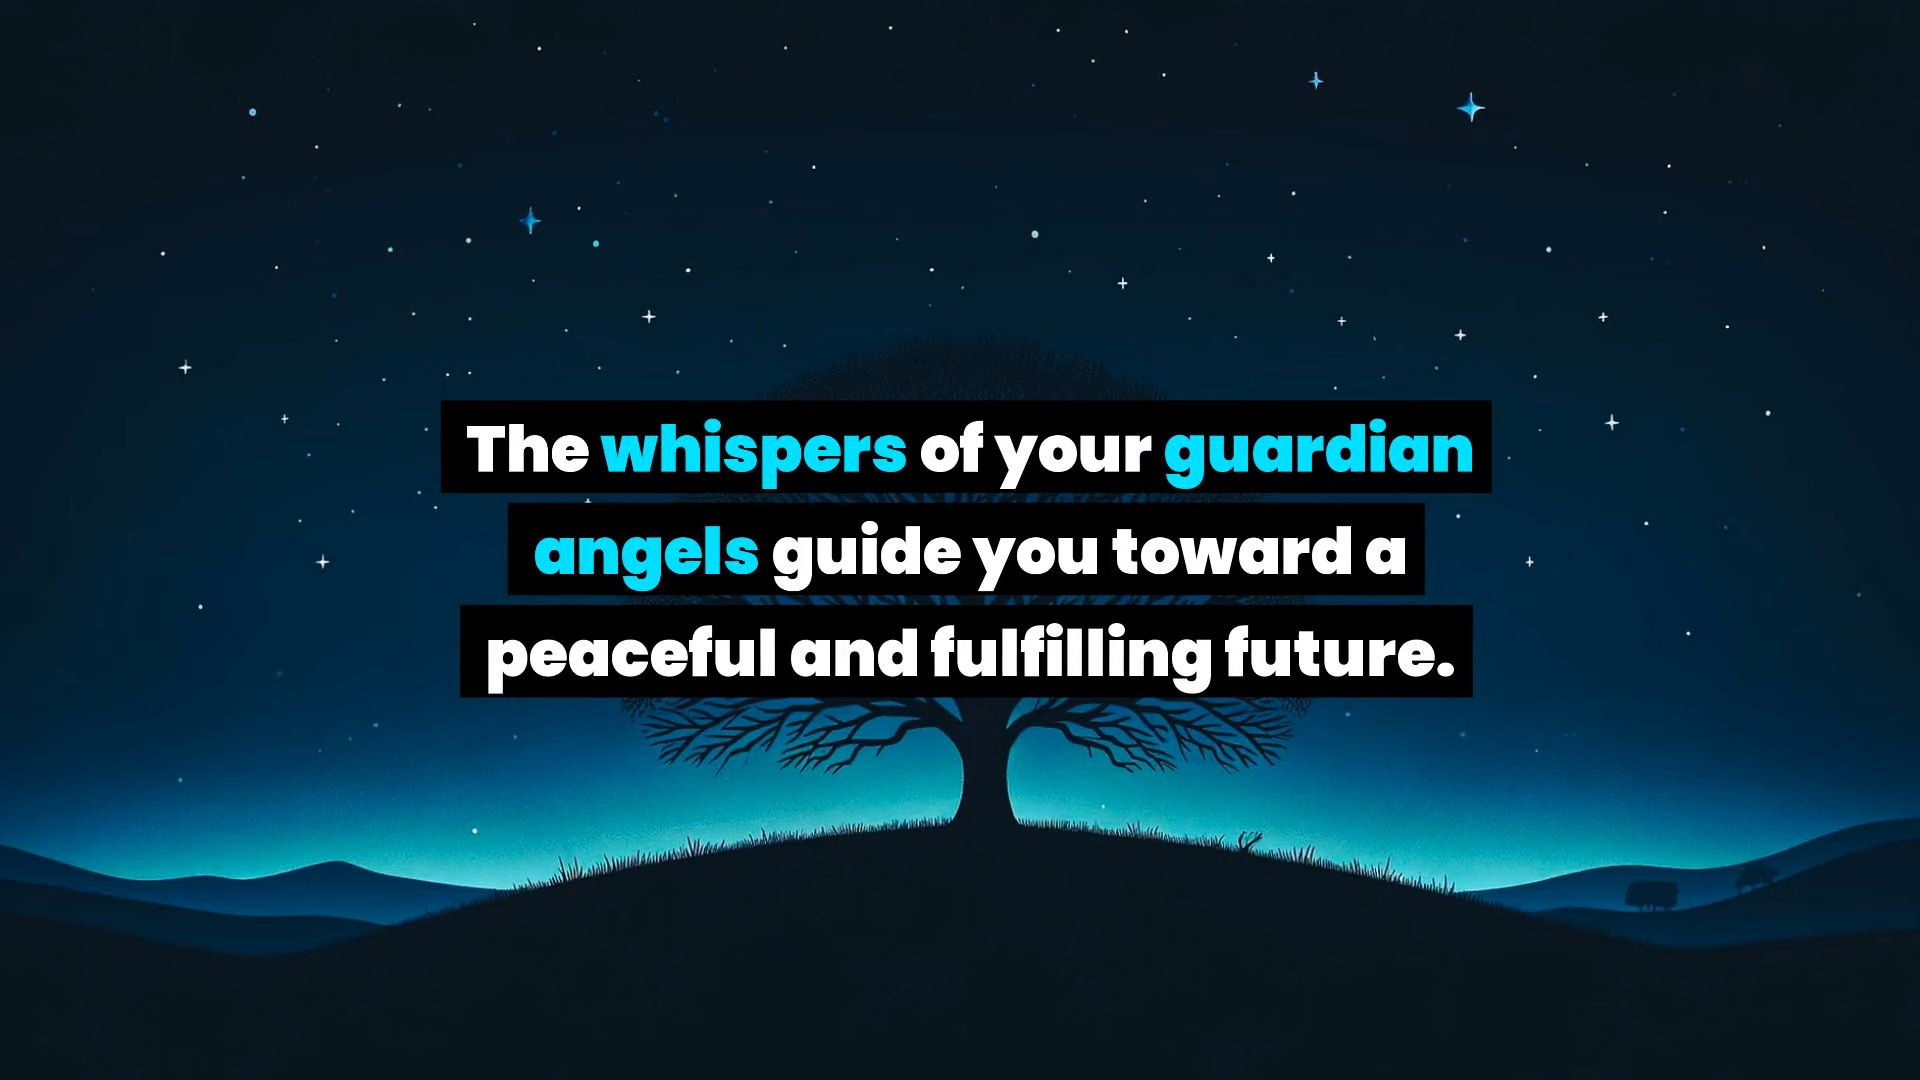 The whispers of your guardian
angels guide you toward a
peaceful and fulfilling future.